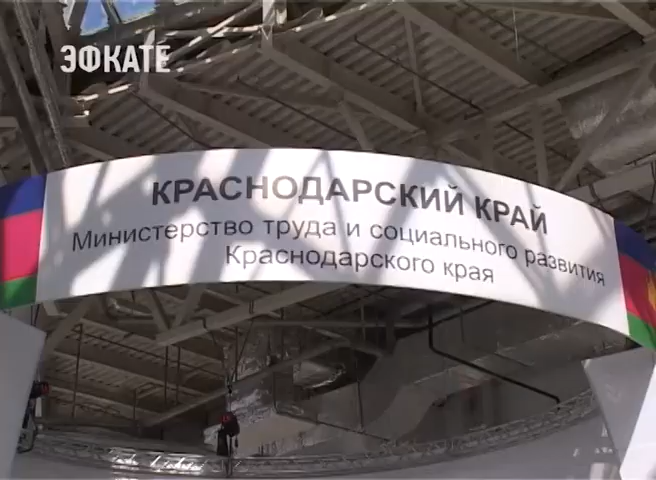 ЭФКАТЕ
КРАСНОДАРСКИЙ КРАЙ
Министерство труда и социального развития
Краснодарского края